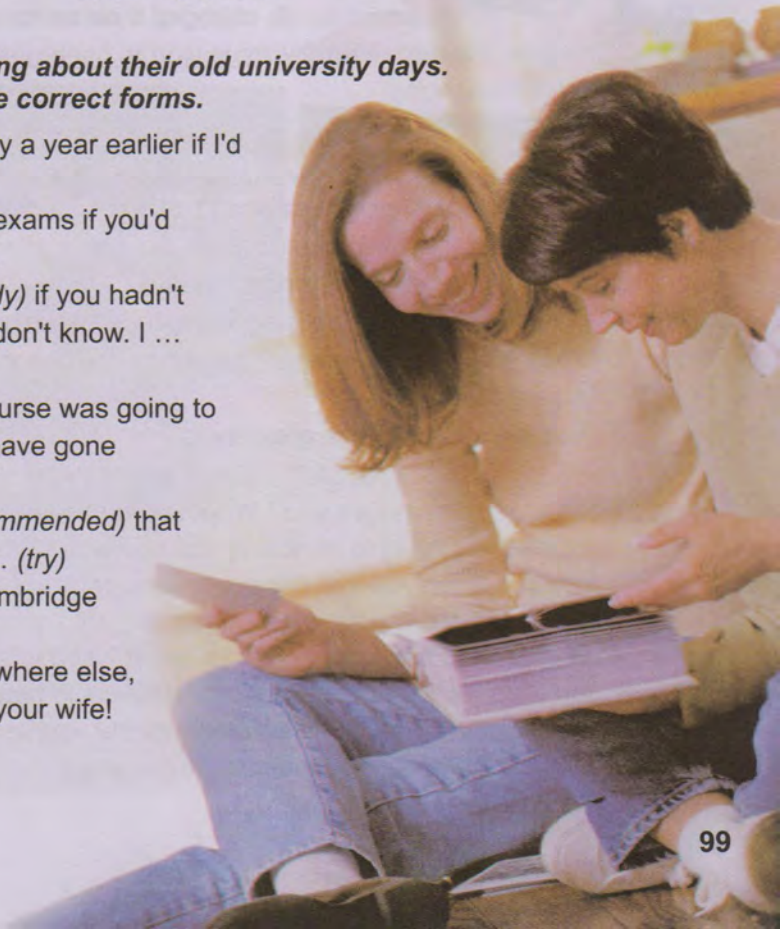 ng about their old university days.
e correct forms.
y a year earlier if I'd
exams if you'd
ly) if you hadn't
don't know. I ...
urse was going to
ave gone
mmended) that
. (try)
mbridge
where else,
your wife!
99